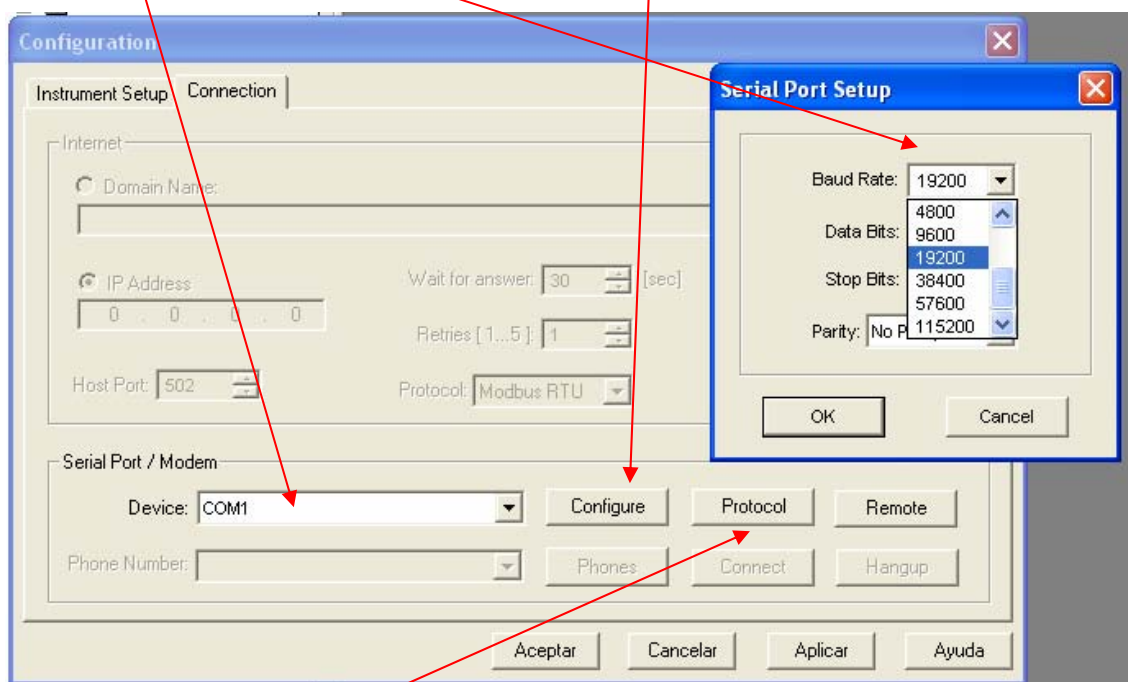 Configuration
Instrument Setup Connection
Internet
Domain Name:
IP Address
0 . 0 . 0 . 0
Wait for answer: 30 [sec]
Retries [ 1...5 ]: 1
Host Port: 502
Protocol: Modbus RTU
Serial Port / Modem
Device: COM1
Configure Protocol Remote
Phone Number:
Phones Connect Hangup
Aceptar Cancelar Aplicar Ayuda
Serial Port Setup
Baud Rate: 19200
4800
9600
19200
38400
57600
115200
Data Bits:
Stop Bits:
Parity: No
OK Cancel